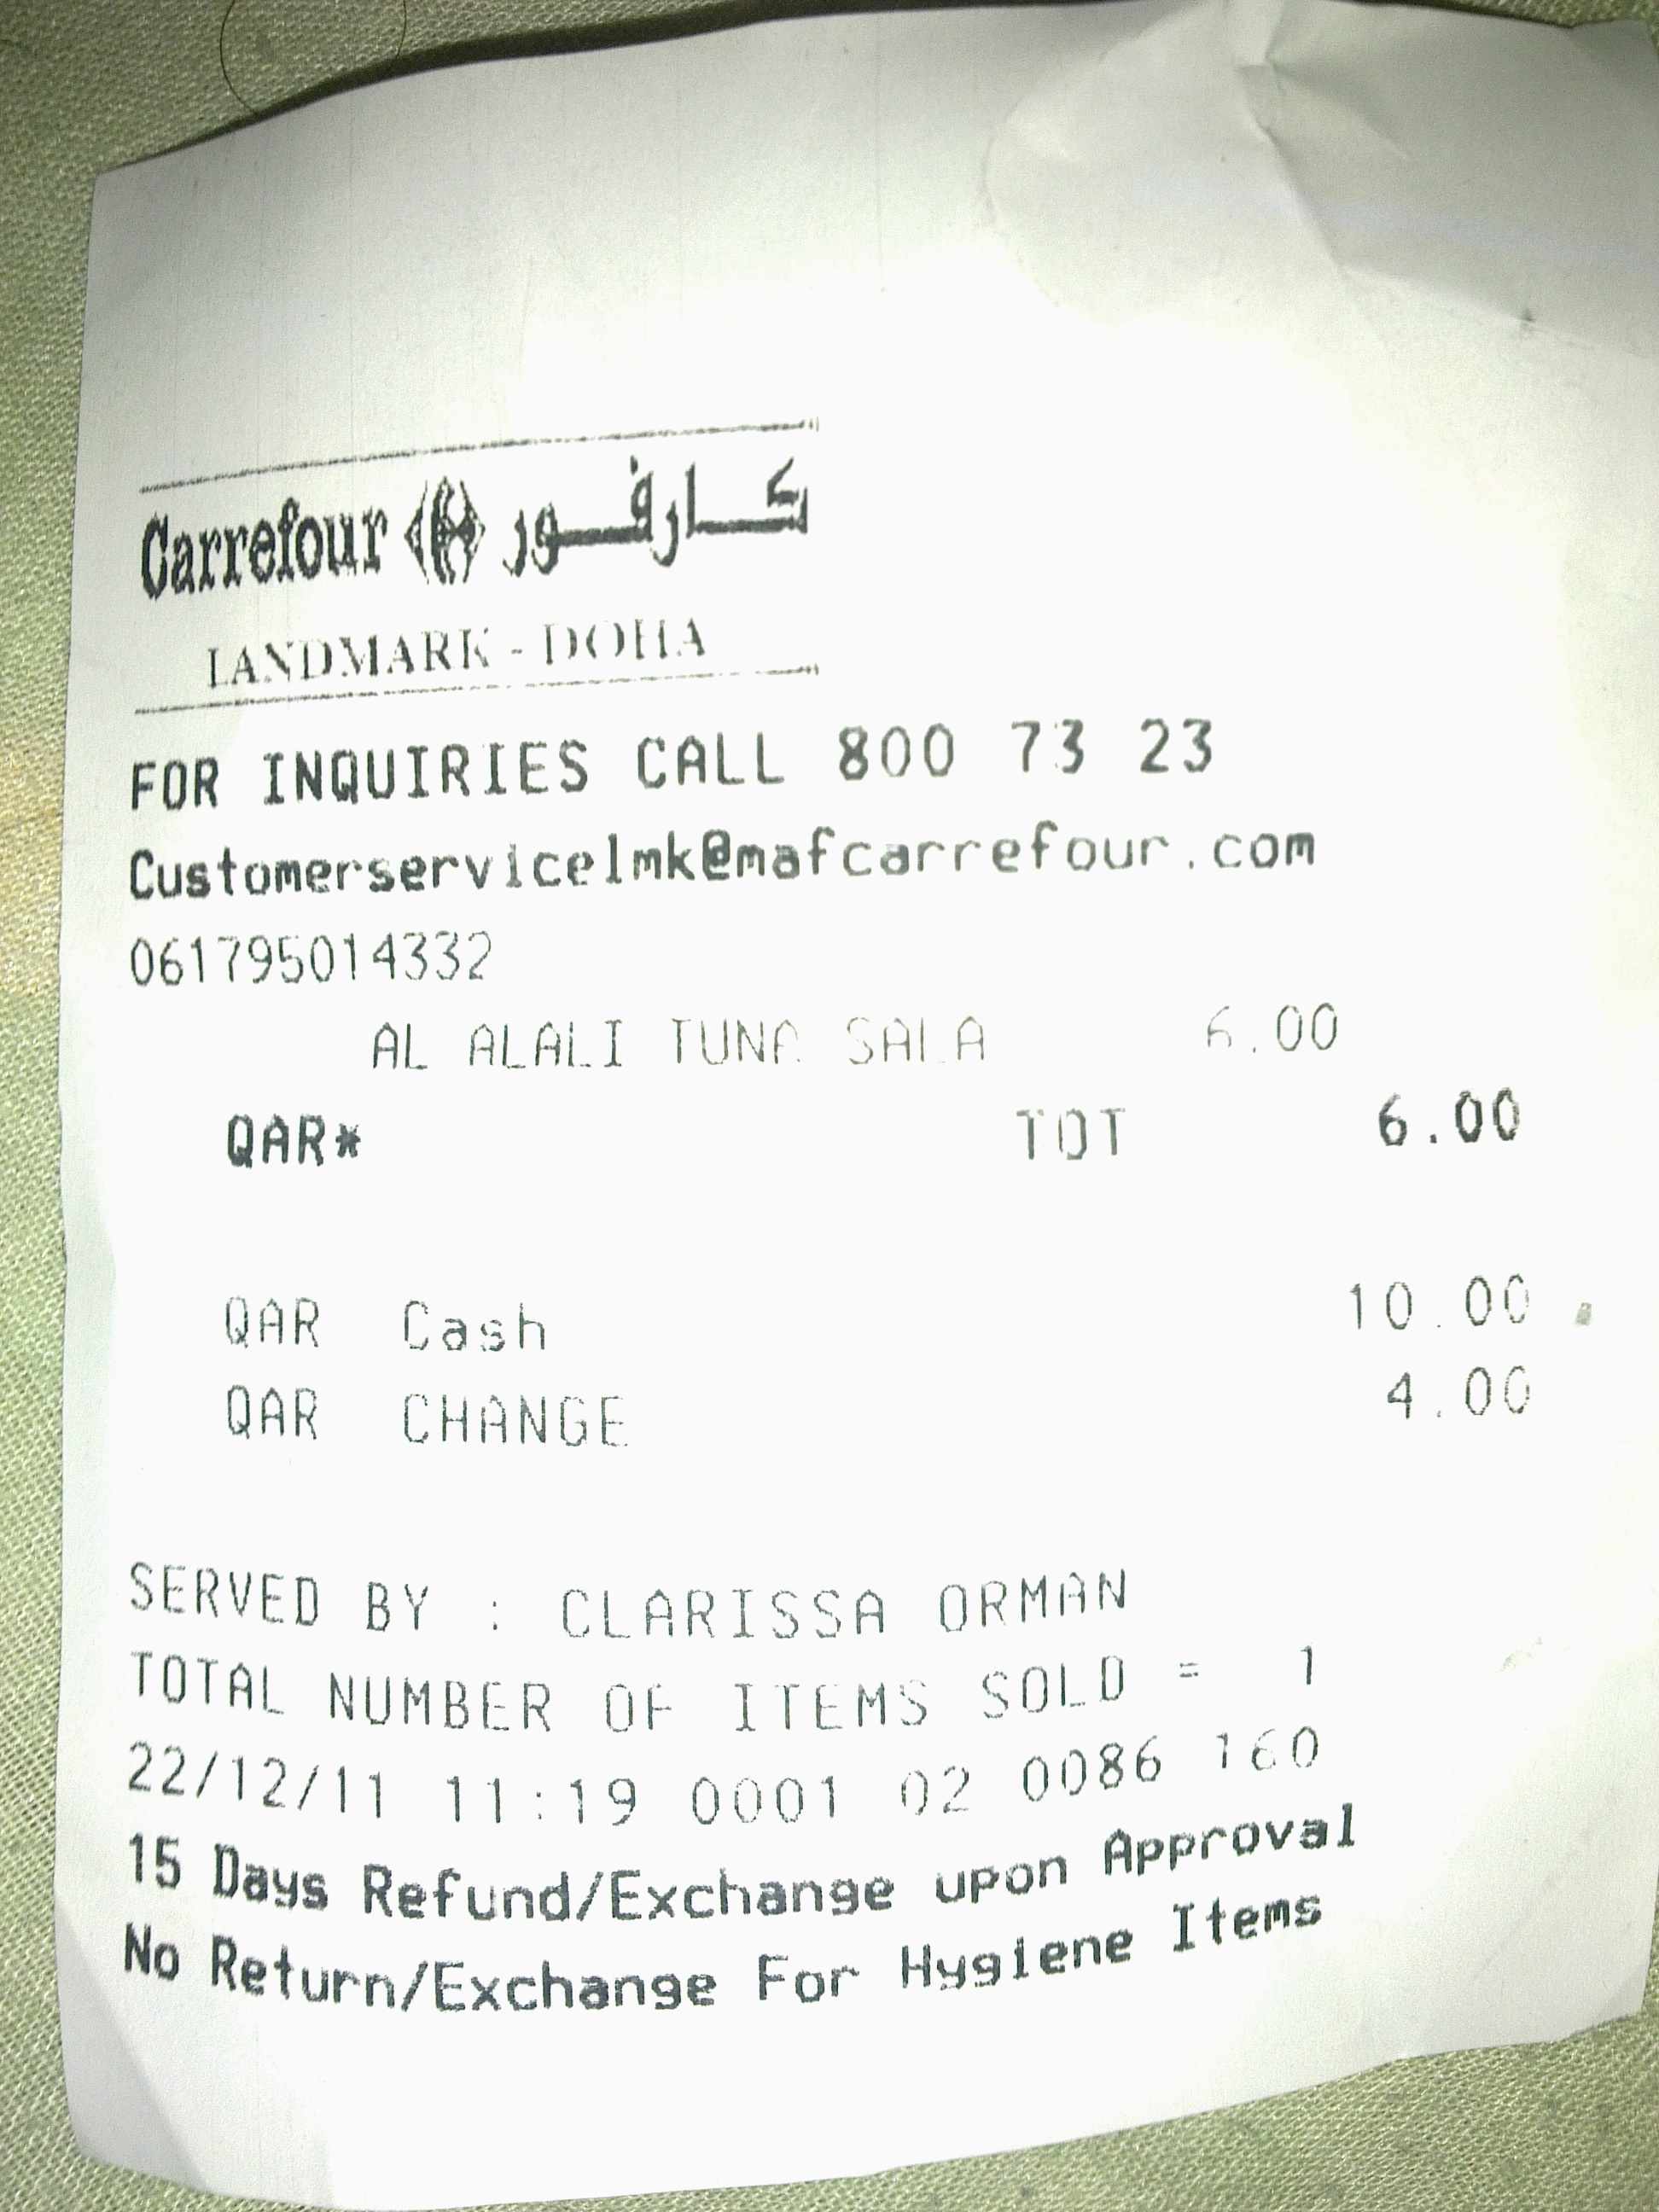 Carrefour كارفور
LANDMARK - DOHA
FOR INQUIRIES CALL 800 73 23
Customerservicelmk@mafcarrefour.com
061795014332
AL ALALI TUNA SALA 6.00
QAR* TOT 6.00
QAR Cash 10.00
QAR CHANGE 4.00
SERVED BY : CLARISSA ORMAN
TOTAL NUMBER OF ITEMS SOLD = 1
22/12/11 11:19 0001 02 0086 160
15 Days Refund/Exchange upon Approval
No Return/Exchange For Hygiene Items